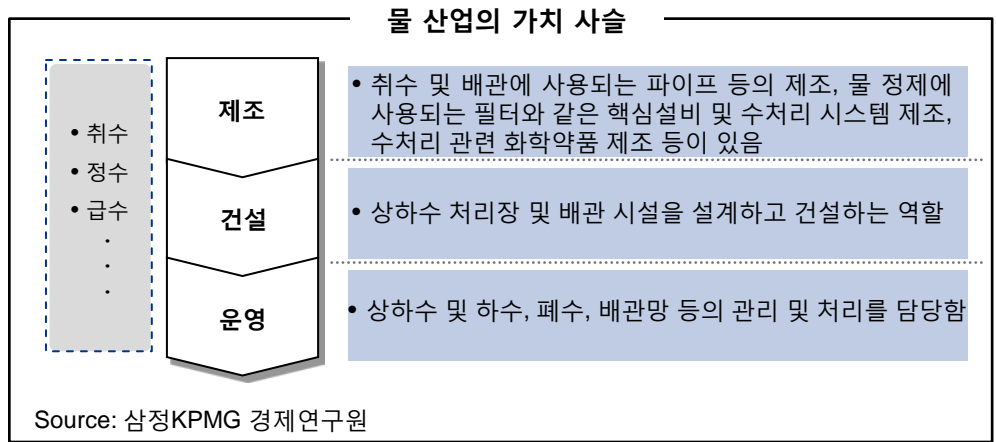 물 산업의 가치 사슬
• 취수
• 정수
• 급수
·
·
·
제조
• 취수 및 배관에 사용되는 파이프 등의 제조, 물 정제에
사용되는 필터와 같은 핵심설비 및 수처리 시스템 제조,
수처리 관련 화학약품 제조 등이 있음
건설
• 상하수 처리장 및 배관 시설을 설계하고 건설하는 역할
운영
• 상하수 및 하수, 폐수, 배관망 등의 관리 및 처리를 담당함
Source: 삼정KPMG 경제연구원